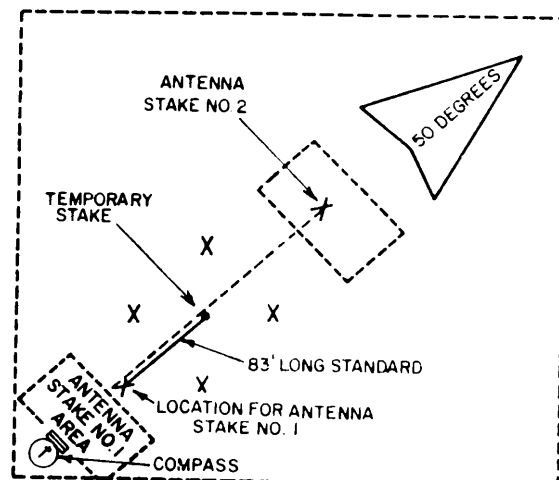 ANTENNA
STAKE NO. 2
50 DEGREES
TEMPORARY
STAKE
X
X
X
X
X
X
83' LONG STANDARD
ANTENNA
STAKE NO. 1
AREA
LOCATION FOR ANTENNA
STAKE NO. 1
COMPASS